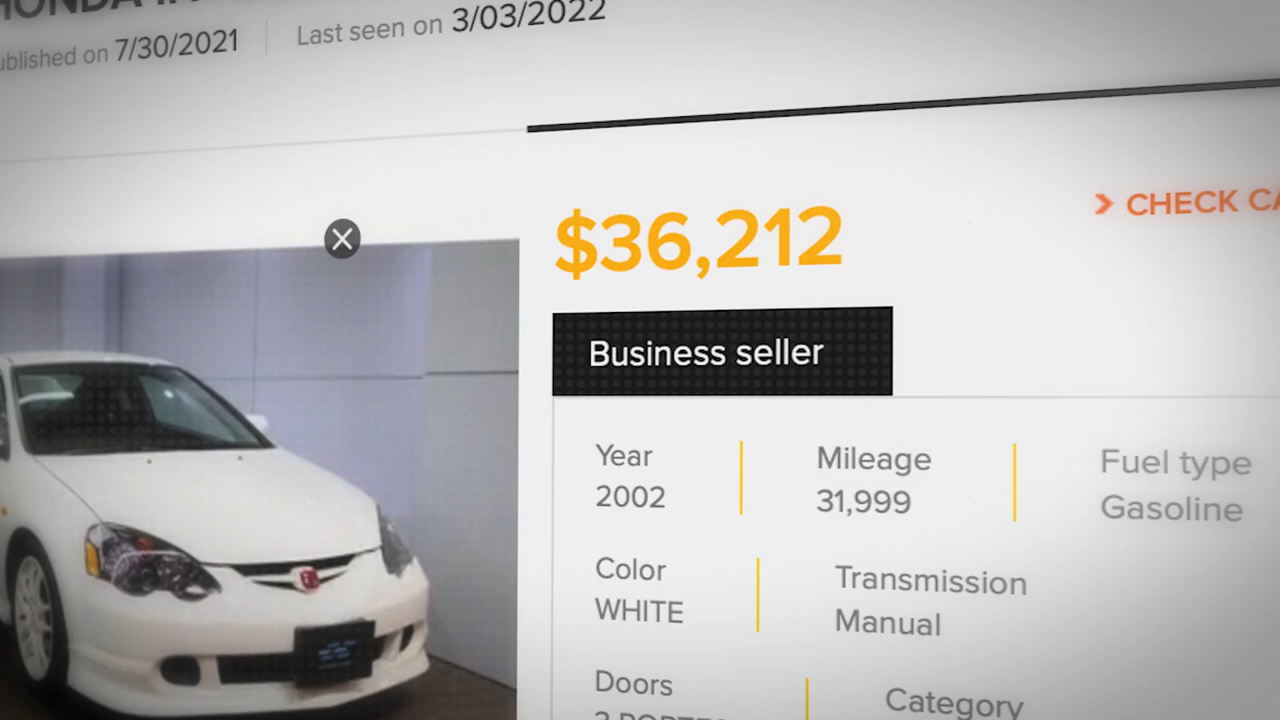 HONDA
ublished on 7/30/2021
Last seen on 3/03/2022
$36,212
CHECK CA
Business seller
Year
2002
Mileage
31,999
Fuel type
Gasoline
Color
WHITE
Transmission
Manual
Doors
Category